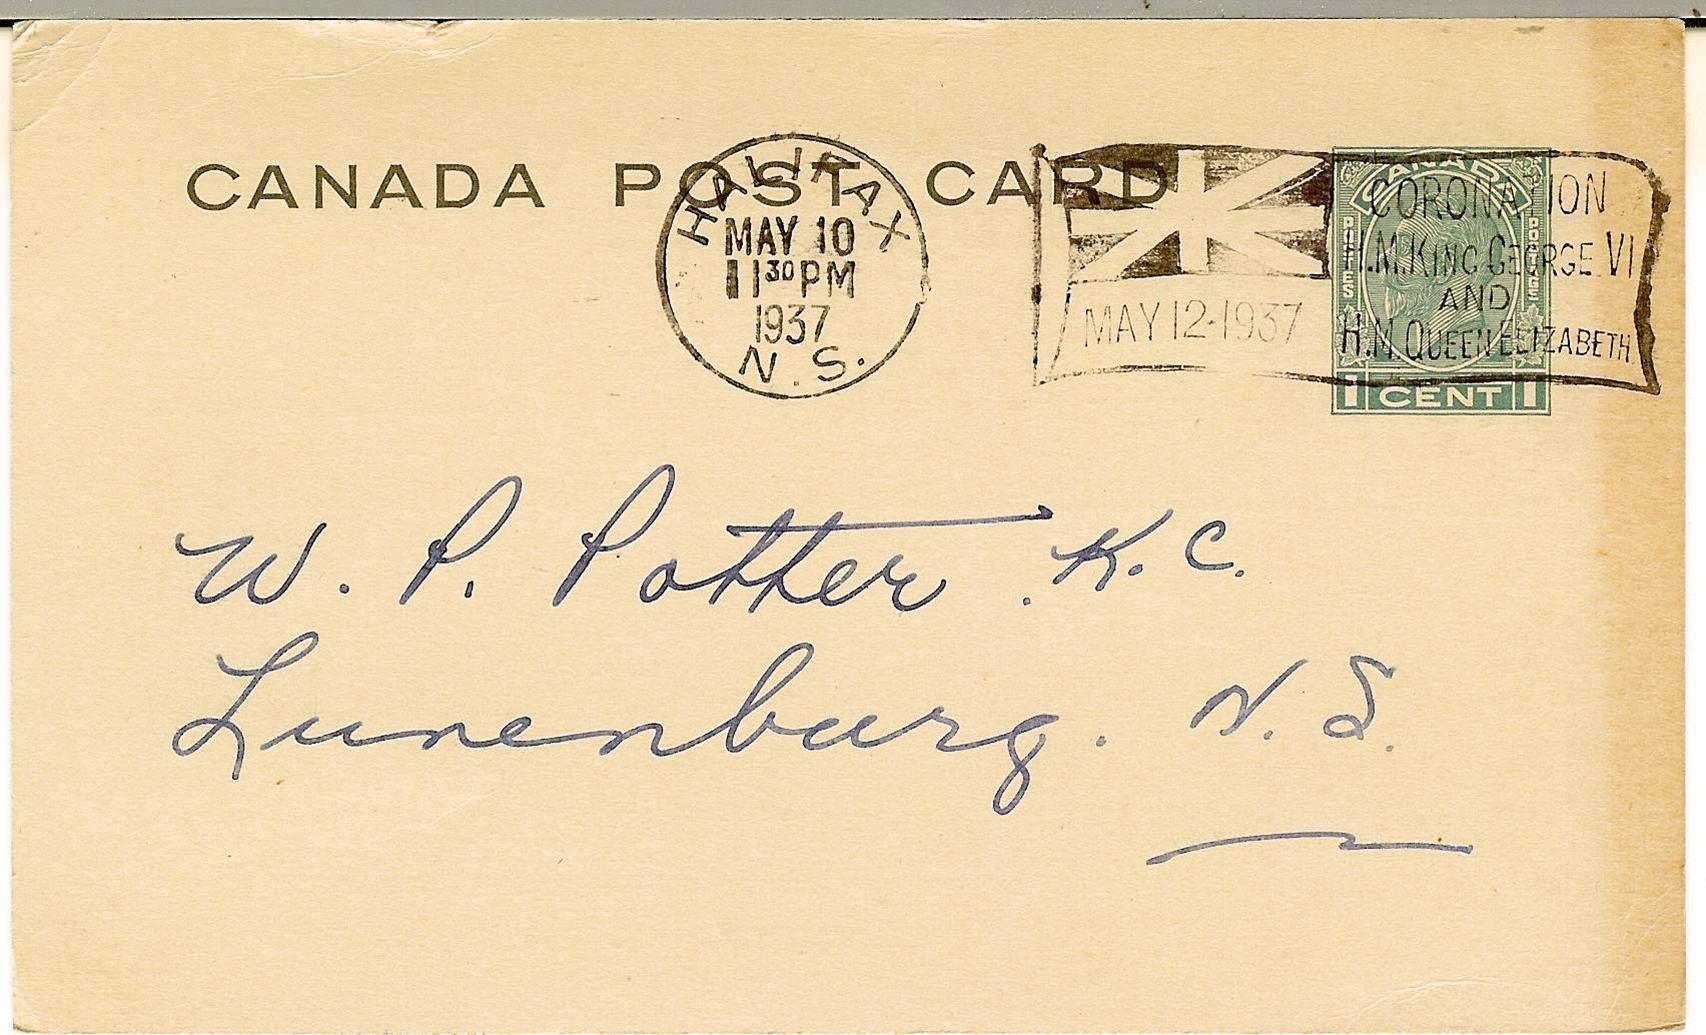 CANADA POST CARD
HALIFAX
MAY 10
11 30 PM
1937
N.S.
MAY 12·1937
CORONATION
H.M. KING GEORGE VI
AND
H.M. QUEEN ELIZABETH
CANADA
POSTES
POSTAGE
1 CENT 1
W. P. Potter. K.C.
Lunenburg. N.S.